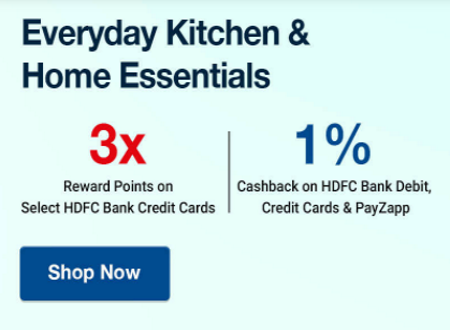 Everyday Kitchen &
Home Essentials
3x
Reward Points on
Select HDFC Bank Credit Cards
1%
Cashback on HDFC Bank Debit,
Credit Cards & PayZapp
Shop Now